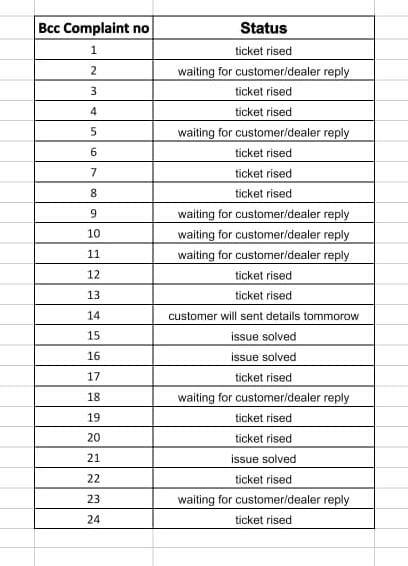 Bcc Complaint no Status
1 ticket rised
2 waiting for customer/dealer reply
3 ticket rised
4 ticket rised
5 waiting for customer/dealer reply
6 ticket rised
7 ticket rised
8 ticket rised
9 waiting for customer/dealer reply
10 waiting for customer/dealer reply
11 waiting for customer/dealer reply
12 ticket rised
13 ticket rised
14 customer will sent details tommorow
15 issue solved
16 issue solved
17 ticket rised
18 waiting for customer/dealer reply
19 ticket rised
20 ticket rised
21 issue solved
22 ticket rised
23 waiting for customer/dealer reply
24 ticket rised